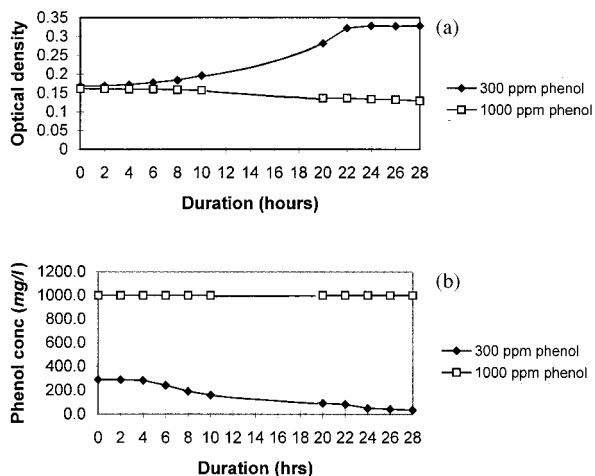 (a)
Optical density
0.35
0.3
0.25
0.2
0.15
0.1
0.05
0
0 2 4 6 8 10 12 14 16 18 20 22 24 26 28
Duration (hours)
300 ppm phenol
1000 ppm phenol
(b)
Phenol conc (mg/l)
1200.0
1000.0
800.0
600.0
400.0
200.0
0.0
0 2 4 6 8 10 12 14 16 18 20 22 24 26 28
Duration (hrs)
300 ppm phenol
1000 ppm phenol